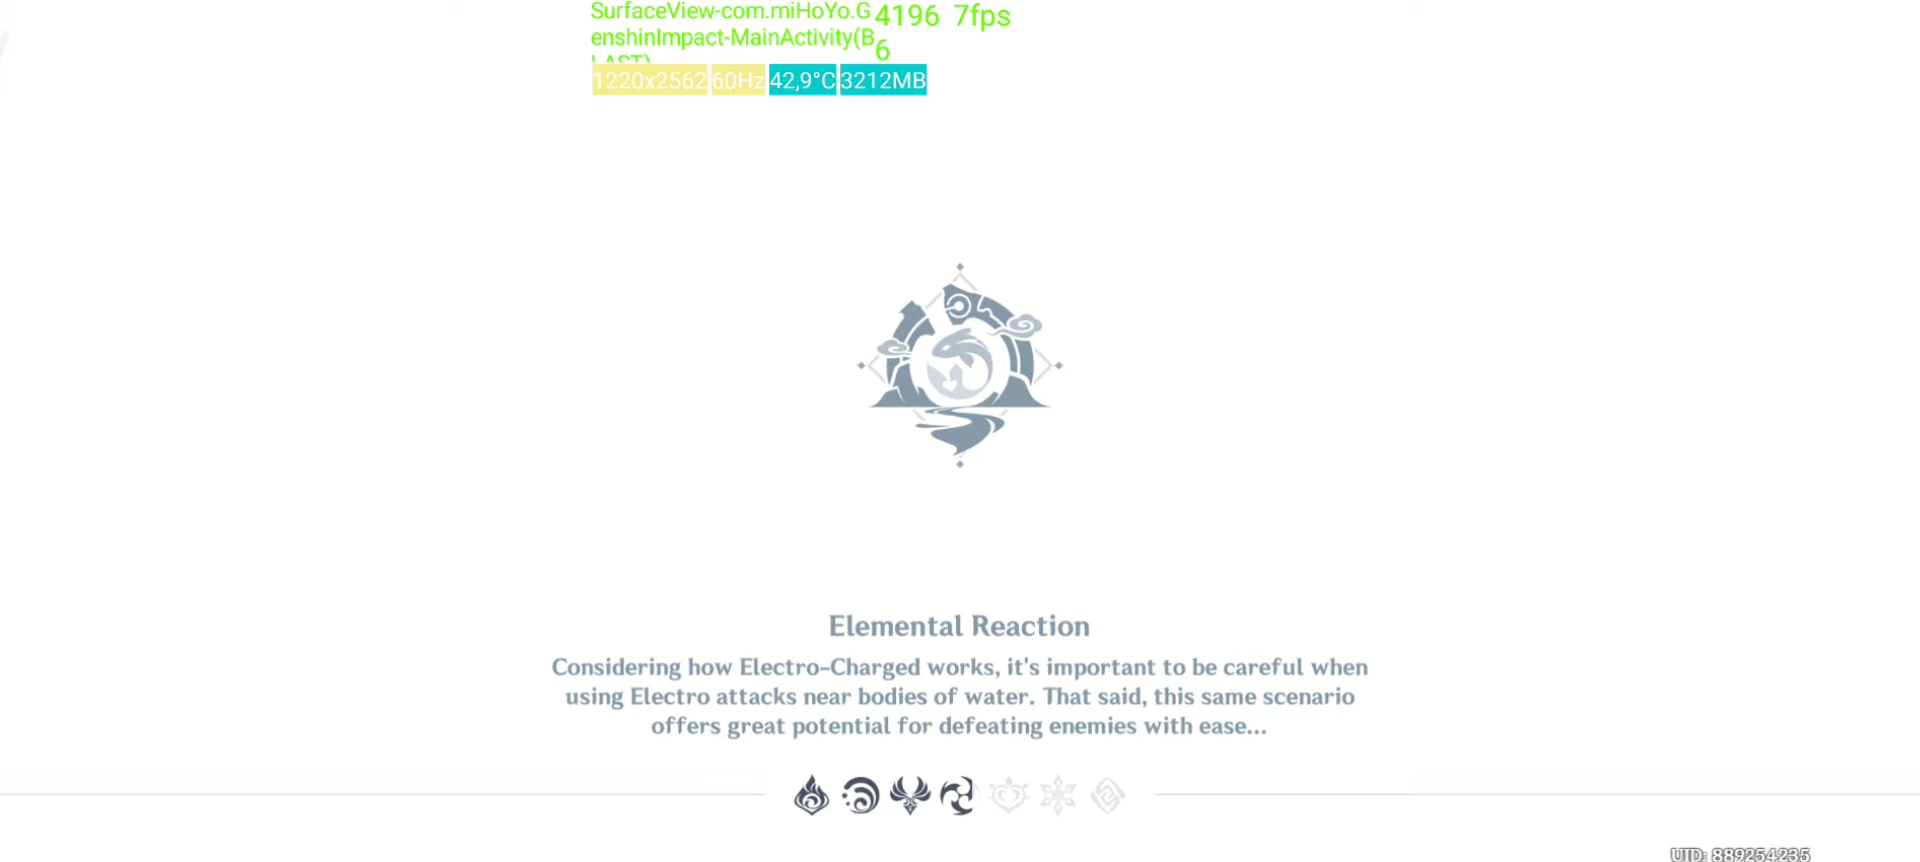 SurfaceView-com.miHoYo.G
enshinImpact-MainActivity(B
LAST)
4196 7fps
6
1220x2562 60Hz 42,9°C 3212MB
Elemental Reaction
Considering how Electro-Charged works, it's important to be careful when
using Electro attacks near bodies of water. That said, this same scenario
offers great potential for defeating enemies with ease...
UID: 889254235